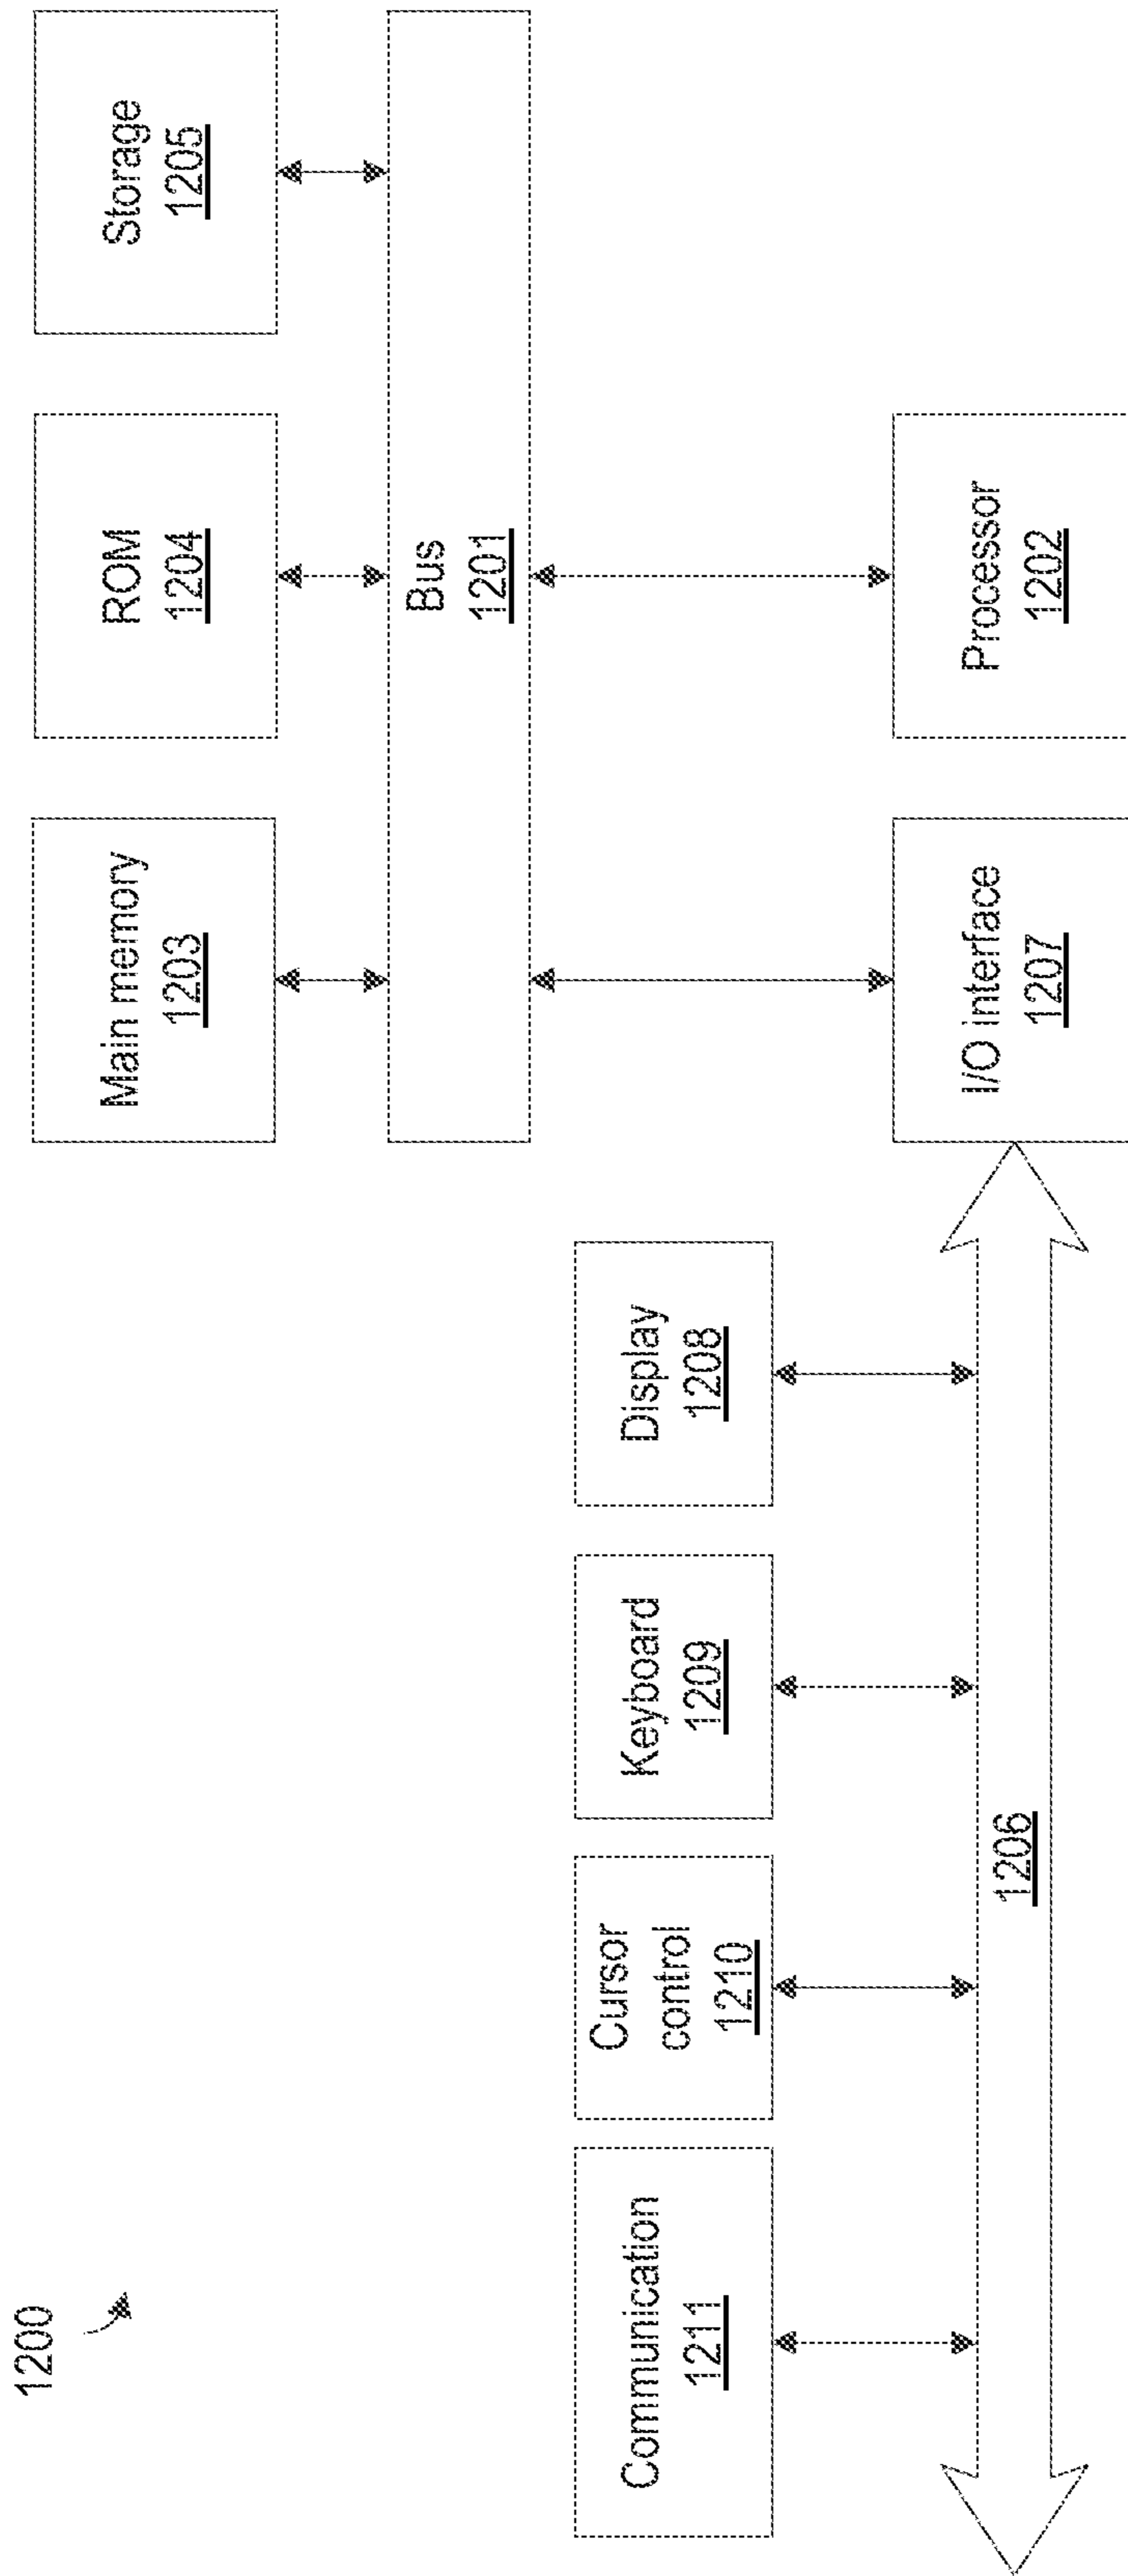 1200
Main memory
1203
ROM
1204
Storage
1205
Bus
1201
Communication
1211
Cursor
control
1210
Keyboard
1209
Display
1208
I/O interface
1207
Processor
1202
1206